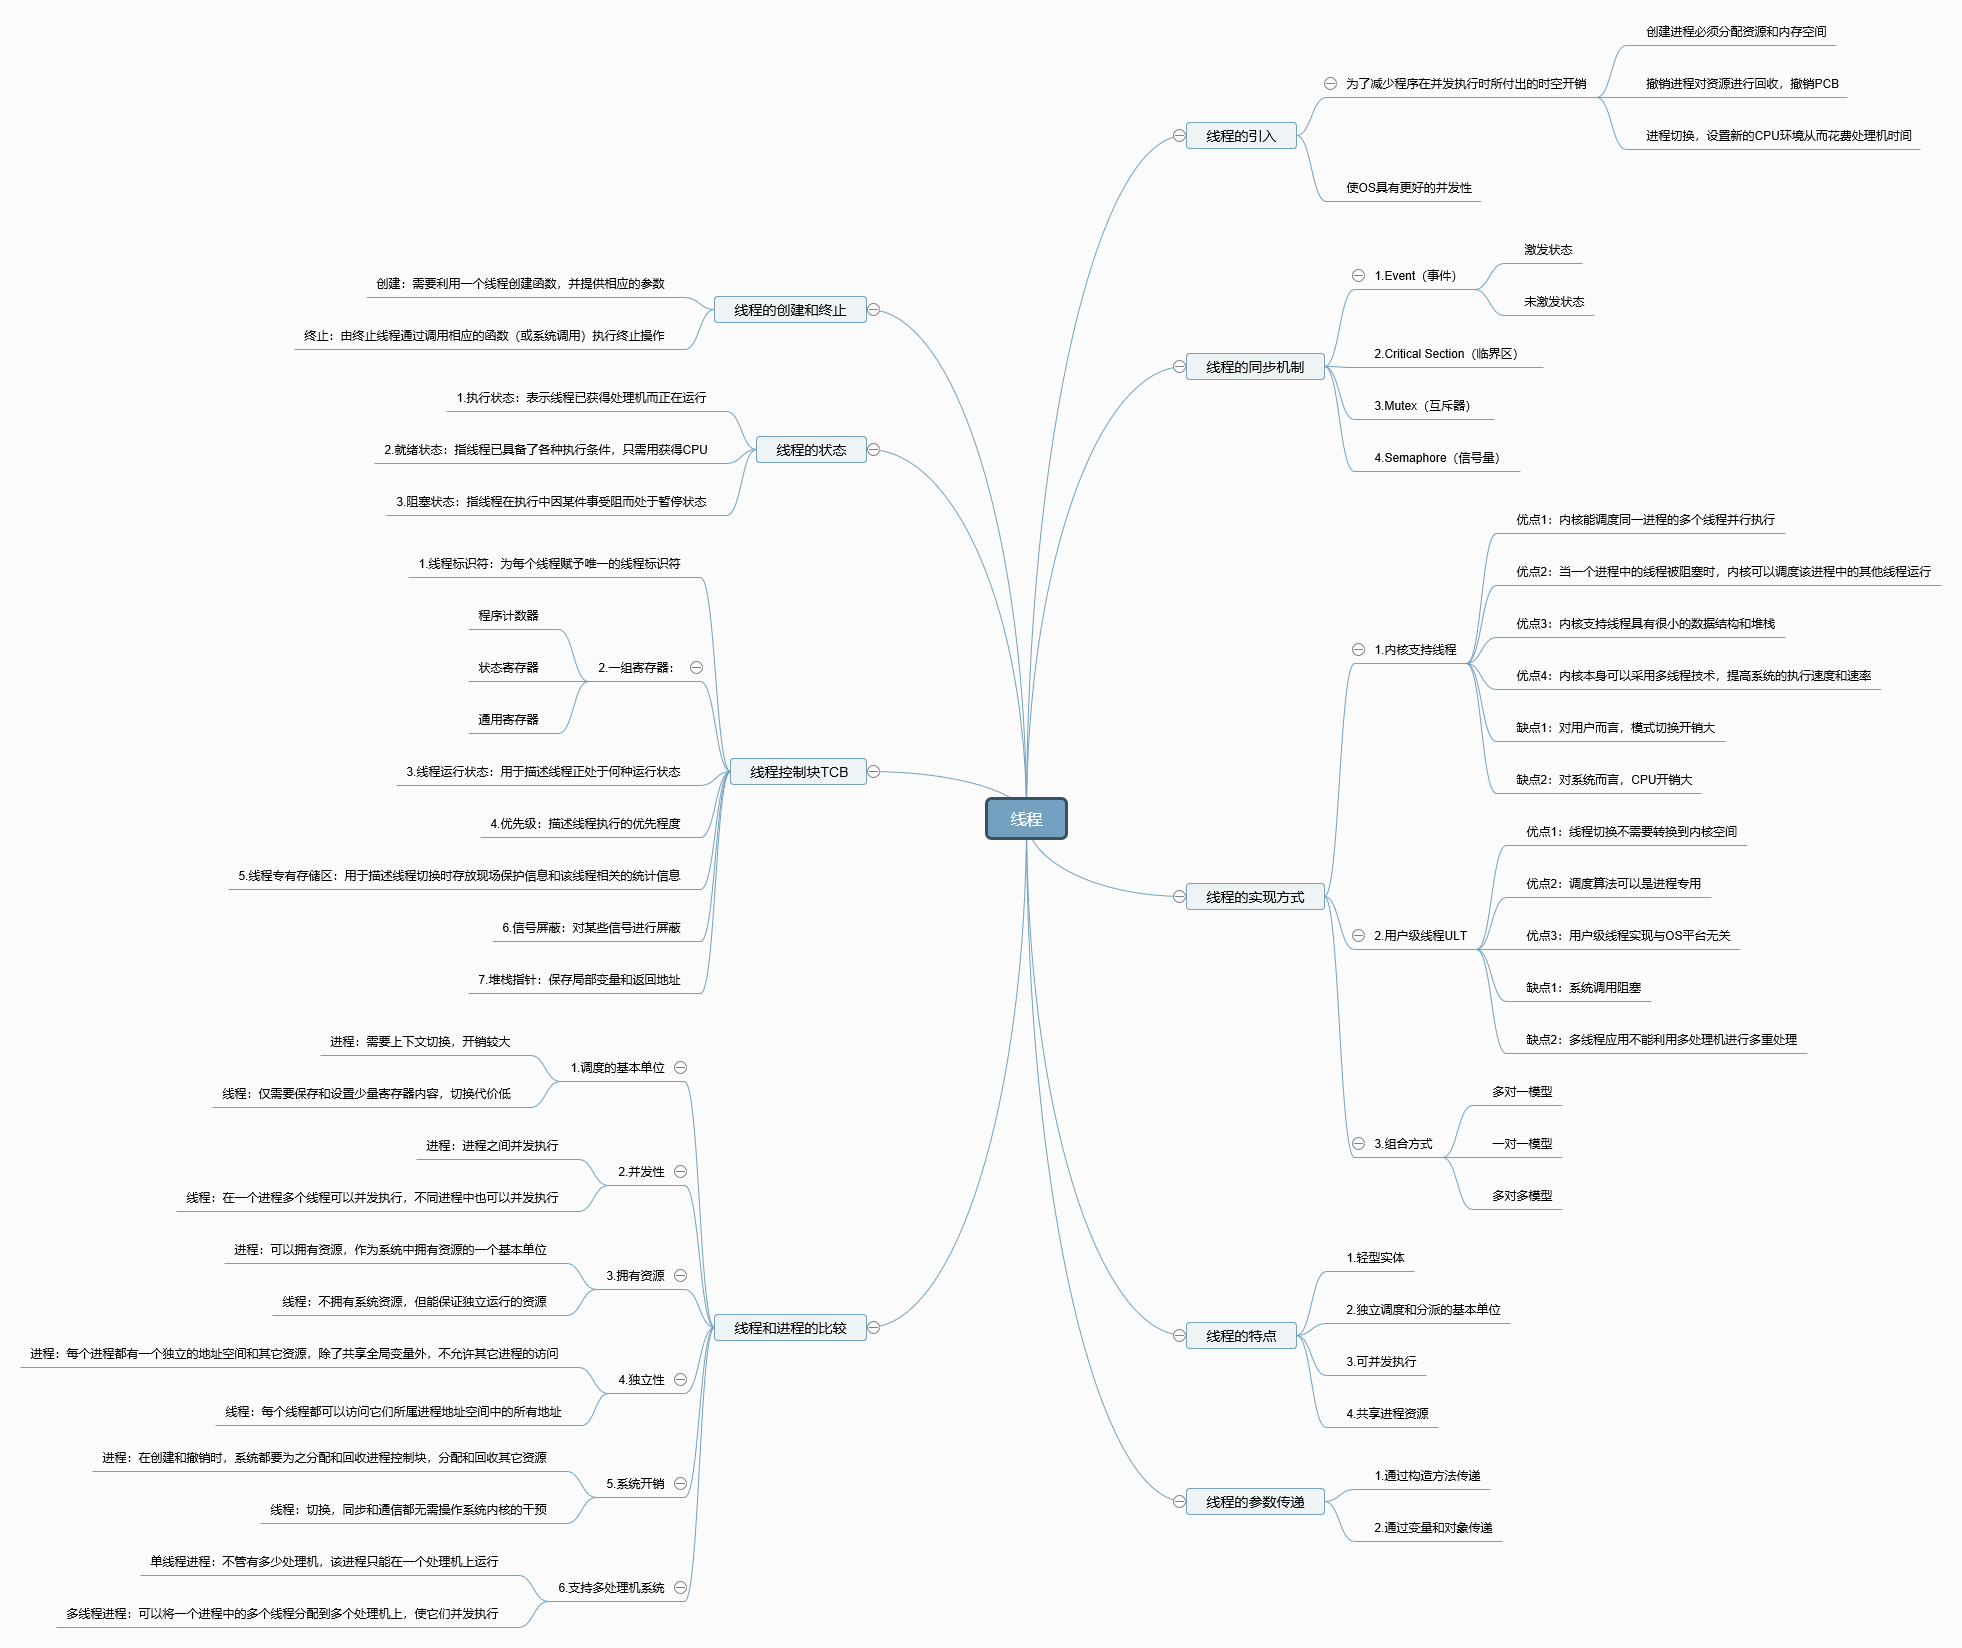 线程
线程的引入
为了减少程序在并发执行时所付出的时空开销
创建进程必须分配资源和内存空间
撤销进程对资源进行回收，撤销PCB
进程切换，设置新的CPU环境从而花费处理机时间
使OS具有更好的并发性
线程的同步机制
1.Event（事件）
激发状态
未激发状态
2.Critical Section（临界区）
3.Mutex（互斥器）
4.Semaphore（信号量）
线程的实现方式
1.内核支持线程
优点1：内核能调度同一进程的多个线程并行执行
优点2：当一个进程中的线程被阻塞时，内核可以调度该进程中的其他线程运行
优点3：内核支持线程具有很小的数据结构和堆栈
优点4：内核本身可以采用多线程技术，提高系统的执行速度和速率
缺点1：对用户而言，模式切换开销大
缺点2：对系统而言，CPU开销大
2.用户级线程ULT
优点1：线程切换不需要转换到内核空间
优点2：调度算法可以是进程专用
优点3：用户级线程实现与OS平台无关
缺点1：系统调用阻塞
缺点2：多线程应用不能利用多处理机进行多重处理
3.组合方式
多对一模型
一对一模型
多对多模型
线程的特点
1.轻型实体
2.独立调度和分派的基本单位
3.可并发执行
4.共享进程资源
线程的参数传递
1.通过构造方法传递
2.通过变量和对象传递
线程的创建和终止
创建：需要利用一个线程创建函数，并提供相应的参数
终止：由终止线程通过调用相应的函数（或系统调用）执行终止操作
线程的状态
1.执行状态：表示线程已获得处理机而正在运行
2.就绪状态：指线程已具备了各种执行条件，只需用获得CPU
3.阻塞状态：指线程在执行中因某件事受阻而处于暂停状态
线程控制块TCB
1.线程标识符：为每个线程赋予唯一的线程标识符
2.一组寄存器：
程序计数器
状态寄存器
通用寄存器
3.线程运行状态：用于描述线程正处于何种运行状态
4.优先级：描述线程执行的优先程度
5.线程专有存储区：用于描述线程切换时存放现场保护信息和该线程相关的统计信息
6.信号屏蔽：对某些信号进行屏蔽
7.堆栈指针：保存局部变量和返回地址
线程和进程的比较
1.调度的基本单位
进程：需要上下文切换，开销较大
线程：仅需要保存和设置少量寄存器内容，切换代价低
2.并发性
进程：进程之间并发执行
线程：在一个进程多个线程可以并发执行，不同进程中也可以并发执行
3.拥有资源
进程：可以拥有资源，作为系统中拥有资源的一个基本单位
线程：不拥有系统资源，但能保证独立运行的资源
4.独立性
进程：每个进程都有一个独立的地址空间和其它资源，除了共享全局变量外，不允许其它进程的访问
线程：每个线程都可以访问它们所属进程地址空间中的所有地址
5.系统开销
进程：在创建和撤销时，系统都要为之分配和回收进程控制块，分配和回收其它资源
线程：切换，同步和通信都无需操作系统内核的干预
6.支持多处理机系统
单线程进程：不管有多少处理机，该进程只能在一个处理机上运行
多线程进程：可以将一个进程中的多个线程分配到多个处理机上，使它们并发执行